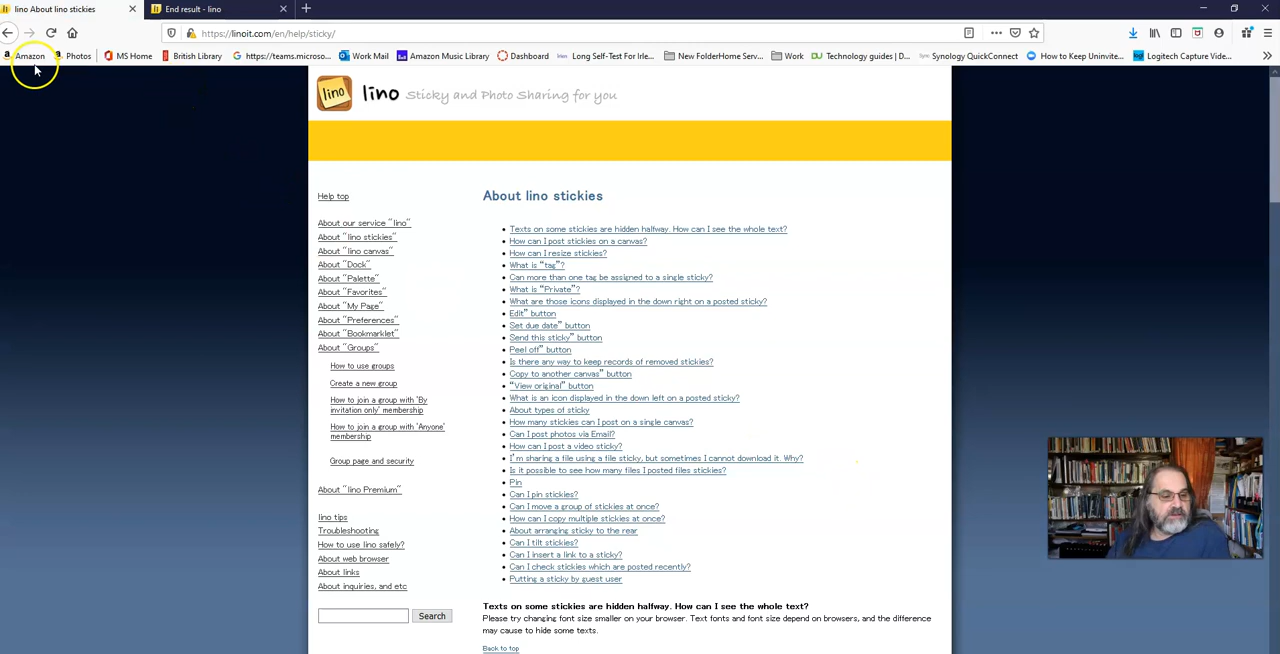 lino About lino stickies
End result - lino
https://linoit.com/en/help/sticky/
Amazon
Photos
MS Home
British Library
https://teams.microso...
Work Mail
Amazon Music Library
Dashboard
Long Self-Test For Irle...
New FolderHome Serv...
Work
Technology guides | D...
Synology QuickConnect
How to Keep Uninvite...
Logitech Capture Vide...
lino
lino Sticky and Photo Sharing for you
Help top
About our service "lino"
About "lino stickies"
About "lino canvas"
About "Dock"
About "Palette"
About "Favorites"
About "My Page"
About "Preferences"
About "Bookmarklet"
About "Groups"
How to use groups
Create a new group
How to join a group with 'By
invitation only' membership
How to join a group with 'Anyone'
membership
Group page and security
About "lino Premium"
lino tips
Troubleshooting
How to use lino safely?
About web browser
About links
About inquiries, and etc
Search
About lino stickies
Texts on some stickies are hidden halfway. How can I see the whole text?
How can I post stickies on a canvas?
How can I resize stickies?
What is "tag"?
Can more than one tag be assigned to a single sticky?
What is "Private"?
What are those icons displayed in the down right on a posted sticky?
Edit" button
Set due date" button
Send this sticky" button
Peel off" button
Is there any way to keep records of removed stickies?
Copy to another canvas" button
"View original" button
What is an icon displayed in the down left on a posted sticky?
About types of sticky
How many stickies can I post on a single canvas?
Can I post photos via Email?
How can I post a video sticky?
I'm sharing a file using a file sticky, but sometimes I cannot download it. Why?
Is it possible to see how many files I posted files stickies?
Pin
Can I pin stickies?
Can I move a group of stickies at once?
How can I copy multiple stickies at once?
About arranging sticky to the rear
Can I tilt stickies?
Can I insert a link to a sticky?
Can I check stickies which are posted recently?
Putting a sticky by guest user
Texts on some stickies are hidden halfway. How can I see the whole text?
Please try changing font size smaller on your browser. Text fonts and font size depend on browsers, and the difference
may cause to hide some texts.
Back to top